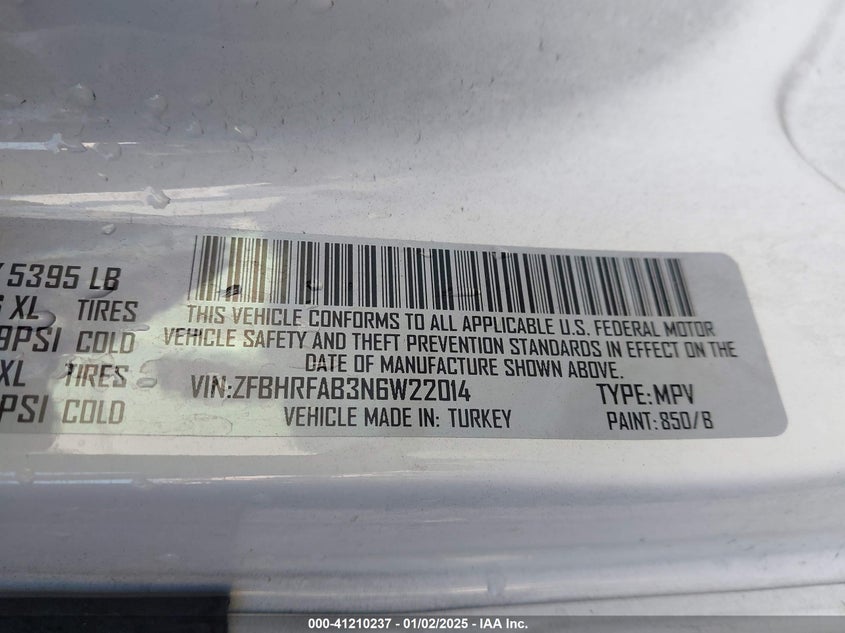 5395 LB
XL TIRES
PSI COLD
XL TIRES
PSI COLD
THIS VEHICLE CONFORMS TO ALL APPLICABLE U.S. FEDERAL MOTOR
VEHICLE SAFETY AND THEFT PREVENTION STANDARDS IN EFFECT ON THE
DATE OF MANUFACTURE SHOWN ABOVE.
VIN:ZFBHRFAB3N6W22014 TYPE:MPV
VEHICLE MADE IN: TURKEY PAINT: 850/B
000-41210237 - 01/02/2025 - IAA Inc.